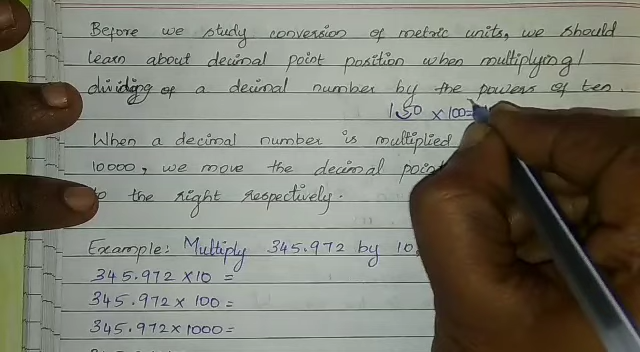 Before we study conversion of metric units, we should
learn about decimal point position when multiplying/
dividing of a decimal number by the powers of ten.
150 × 100=
When a decimal number is multiplied
10000, we move the decimal point
to the right respectively.
Example: Multiply 345.972 by 10,
345.972 × 10 =
345.972 × 100 =
345.972 × 1000 =